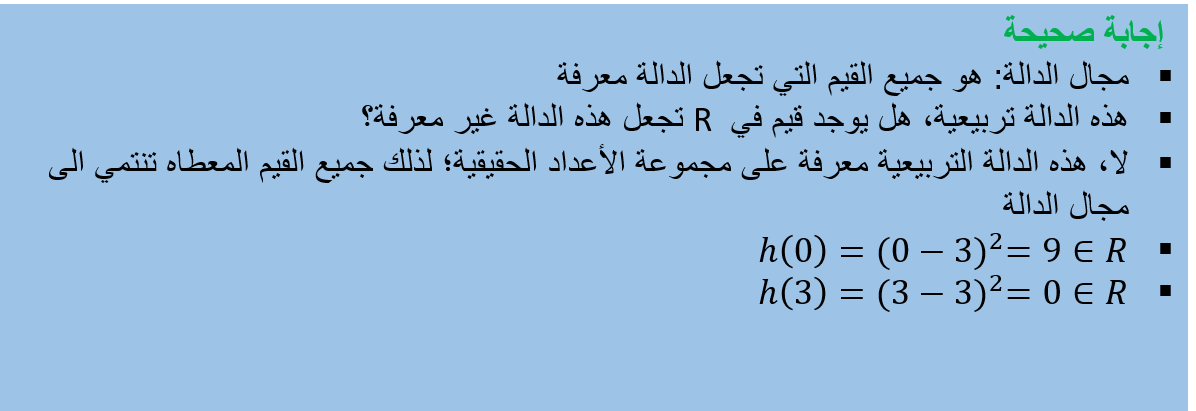 إجابة صحيحة
▪ مجال الدالة: هو جميع القيم التي تجعل الدالة معرفة
▪ هذه الدالة تربيعية، هل يوجد قيم في R تجعل هذه الدالة غير معرفة؟
▪ لا، هذه الدالة التربيعية معرفة على مجموعة الأعداد الحقيقية؛ لذلك جميع القيم المعطاه تنتمي الى
مجال الدالة
▪ h(0) = (0 − 3)²= 9 ∈ R
▪ h(3) = (3 − 3)²= 0 ∈ R